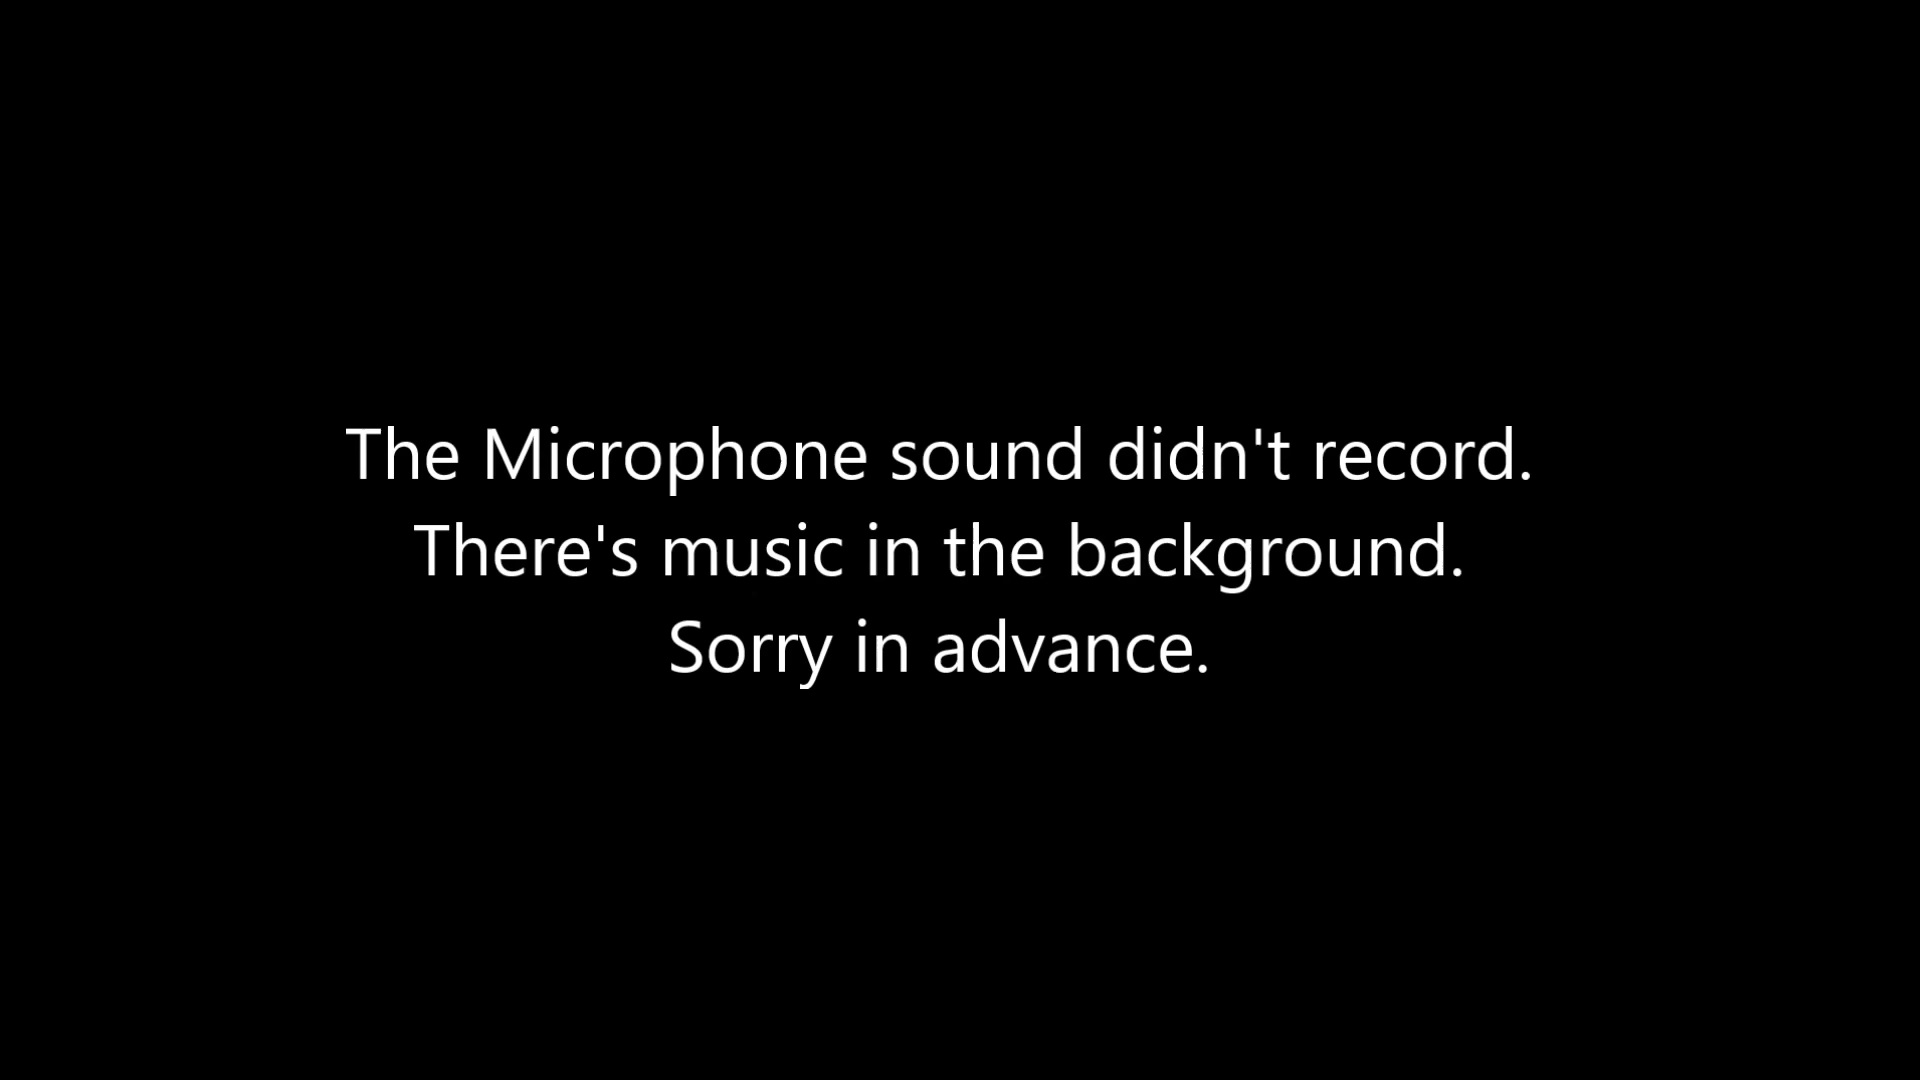 The Microphone sound didn't record.
There's music in the background.
Sorry in advance.